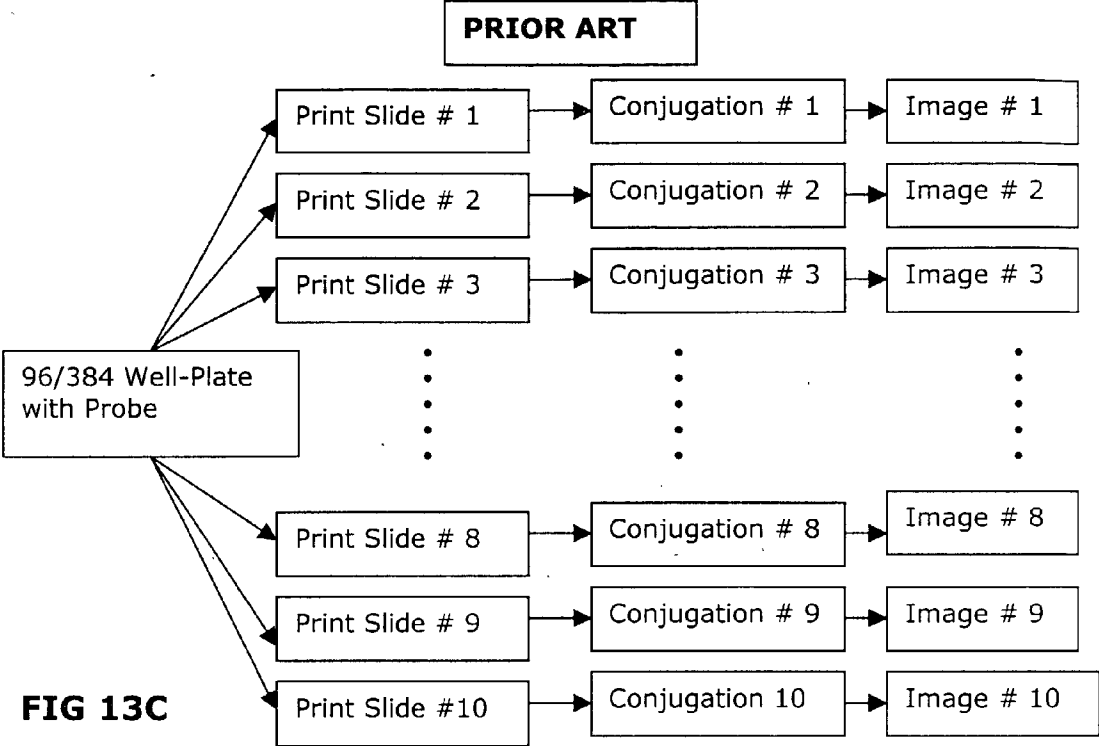 PRIOR ART
Print Slide # 1
Conjugation # 1
Image # 1
Print Slide # 2
Conjugation # 2
Image # 2
Print Slide # 3
Conjugation # 3
Image # 3
96/384 Well-Plate
with Probe
Print Slide # 8
Conjugation # 8
Image # 8
Print Slide # 9
Conjugation # 9
Image # 9
Print Slide #10
Conjugation 10
Image # 10
FIG 13C